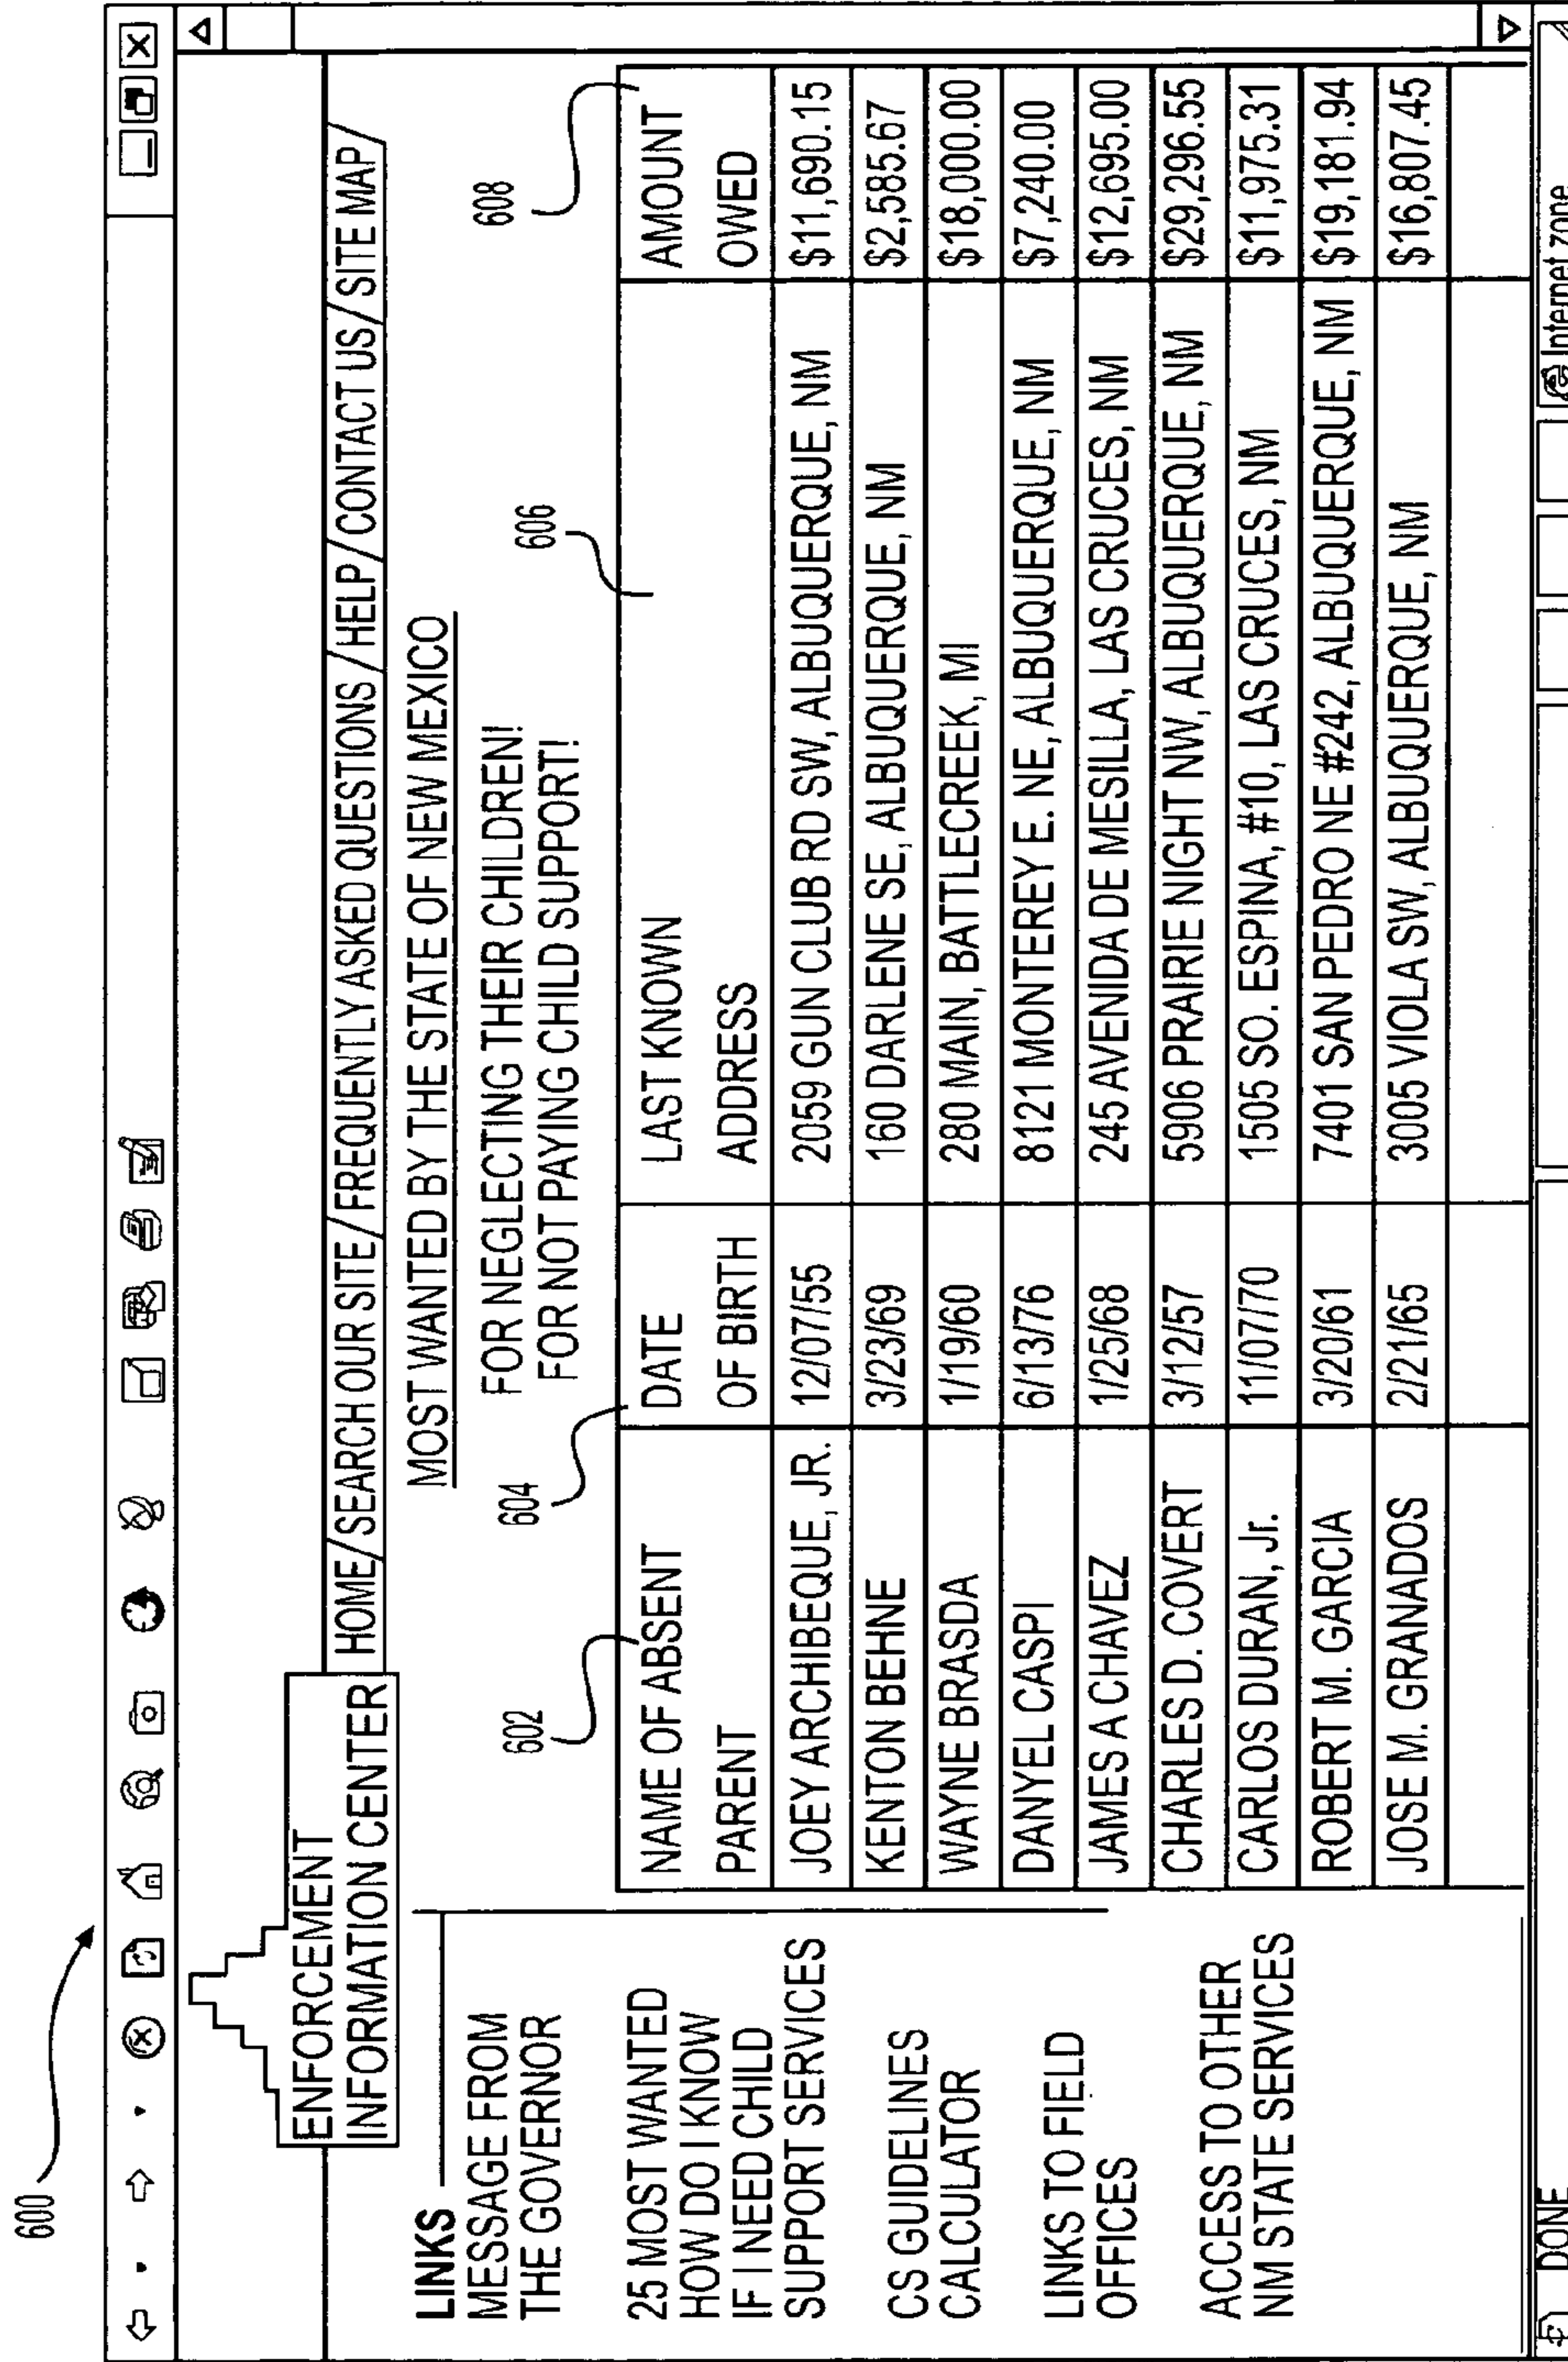 600
ENFORCEMENT
INFORMATION CENTER
HOME/SEARCH OUR SITE/FREQUENTLY ASKED QUESTIONS/HELP/CONTACT US/SITE MAP/
LINKS
MESSAGE FROM
THE GOVERNOR
25 MOST WANTED
HOW DO I KNOW
IF I NEED CHILD
SUPPORT SERVICES
CS GUIDELINES
CALCULATOR
LINKS TO FIELD
OFFICES
ACCESS TO OTHER
NM STATE SERVICES
MOST WANTED BY THE STATE OF NEW MEXICO
FOR NEGLECTING THEIR CHILDREN!
FOR NOT PAYING CHILD SUPPORT!
602 604 606 608
NAME OF ABSENT PARENT DATE OF BIRTH LAST KNOWN ADDRESS AMOUNT OWED
JOEY ARCHIBEQUE, JR. 12/07/55 2059 GUN CLUB RD SW, ALBUQUERQUE, NM $11,690.15
KENTON BEHNE 3/23/69 160 DARLENE SE, ALBUQUERQUE, NM $2,585.67
WAYNE BRASDA 1/19/60 280 MAIN, BATTLECREEK, MI $18,000.00
DANYEL CASPI 6/13/76 8121 MONTEREY E. NE, ALBUQUERQUE, NM $7,240.00
JAMES A CHAVEZ 1/25/68 245 AVENIDA DE MESILLA, LAS CRUCES, NM $12,695.00
CHARLES D. COVERT 3/12/57 5906 PRAIRIE NIGHT NW, ALBUQUERQUE, NM $29,296.55
CARLOS DURAN, Jr. 11/07/70 1505 SO. ESPINA, #10, LAS CRUCES, NM $11,975.31
ROBERT M. GARCIA 3/20/61 7401 SAN PEDRO NE #242, ALBUQUERQUE, NM $19,181.94
JOSE M. GRANADOS 2/21/65 3005 VIOLA SW, ALBUQUERQUE, NM $16,807.45
DONE
Internet zone